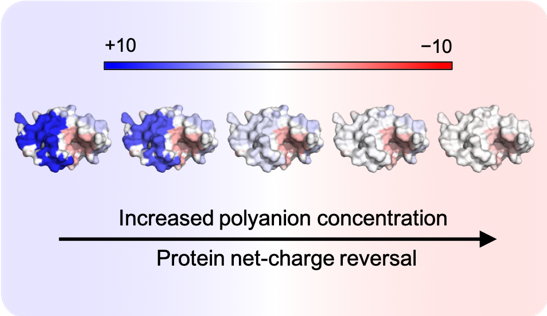 +10 −10
Increased polyanion concentration
Protein net-charge reversal